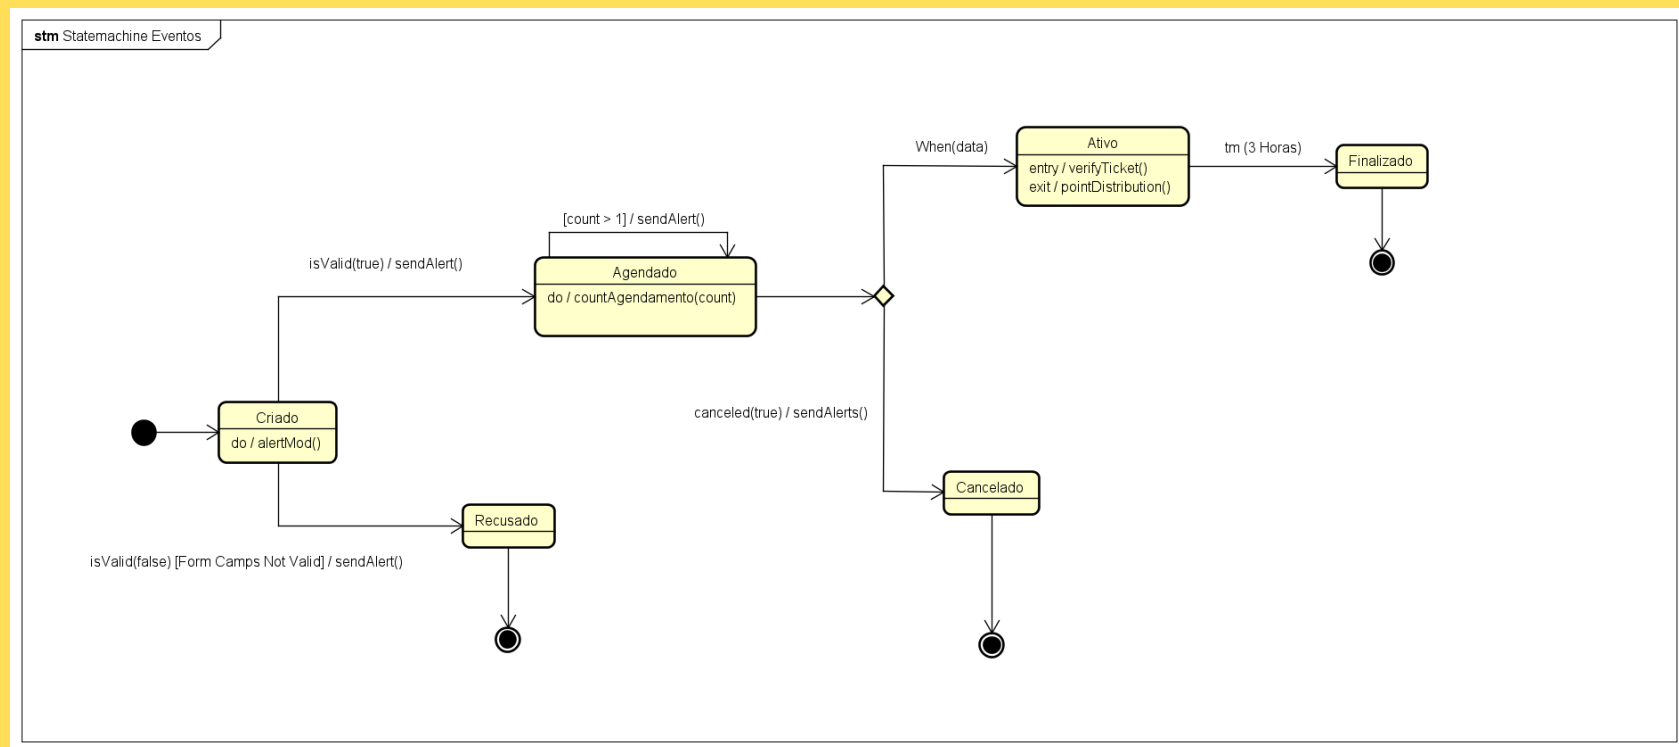 stm Statemachine Eventos
When(data)
Ativo
entry / verifyTicket()
exit / pointDistribution()
tm (3 Horas)
Finalizado
[count > 1] / sendAlert()
isValid(true) / sendAlert()
Agendado
do / countAgendamento(count)
canceled(true) / sendAlerts()
Criado
do / alertMod()
Cancelado
Recusado
isValid(false) [Form Camps Not Valid] / sendAlert()